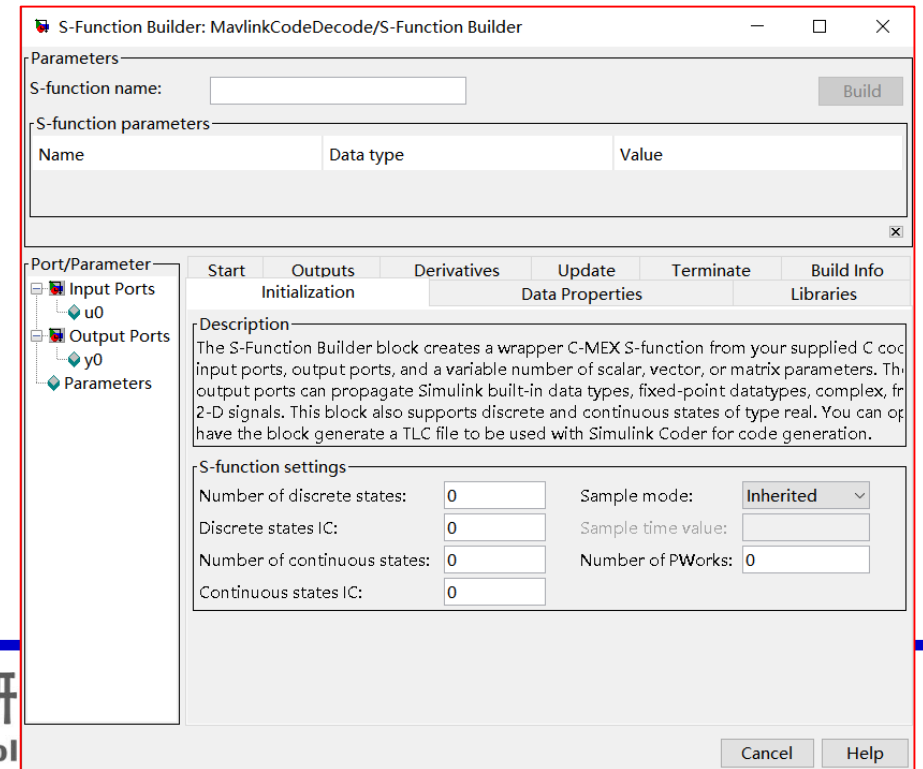 S-Function Builder: MavlinkCodeDecode/S-Function Builder
Parameters
S-function name:
Build
S-function parameters
Name Data type Value
Port/Parameter
Input Ports
u0
Output Ports
y0
Parameters
Start Outputs Derivatives Update Terminate Build Info
Initialization Data Properties Libraries
Description
The S-Function Builder block creates a wrapper C-MEX S-function from your supplied C
input ports, output ports, and a variable number of scalar, vector, or matrix parameters.
output ports can propagate Simulink built-in data types, fixed-point datatypes, complex,
2-D signals. This block also supports discrete and continuous states of type real. You can
have the block generate a TLC file to be used with Simulink Coder for code generation.
S-function settings
Number of discrete states: 0 Sample mode: Inherited
Discrete states IC: 0 Sample time value:
Number of continuous states: 0 Number of PWorks: 0
Continuous states IC: 0
Cancel Help